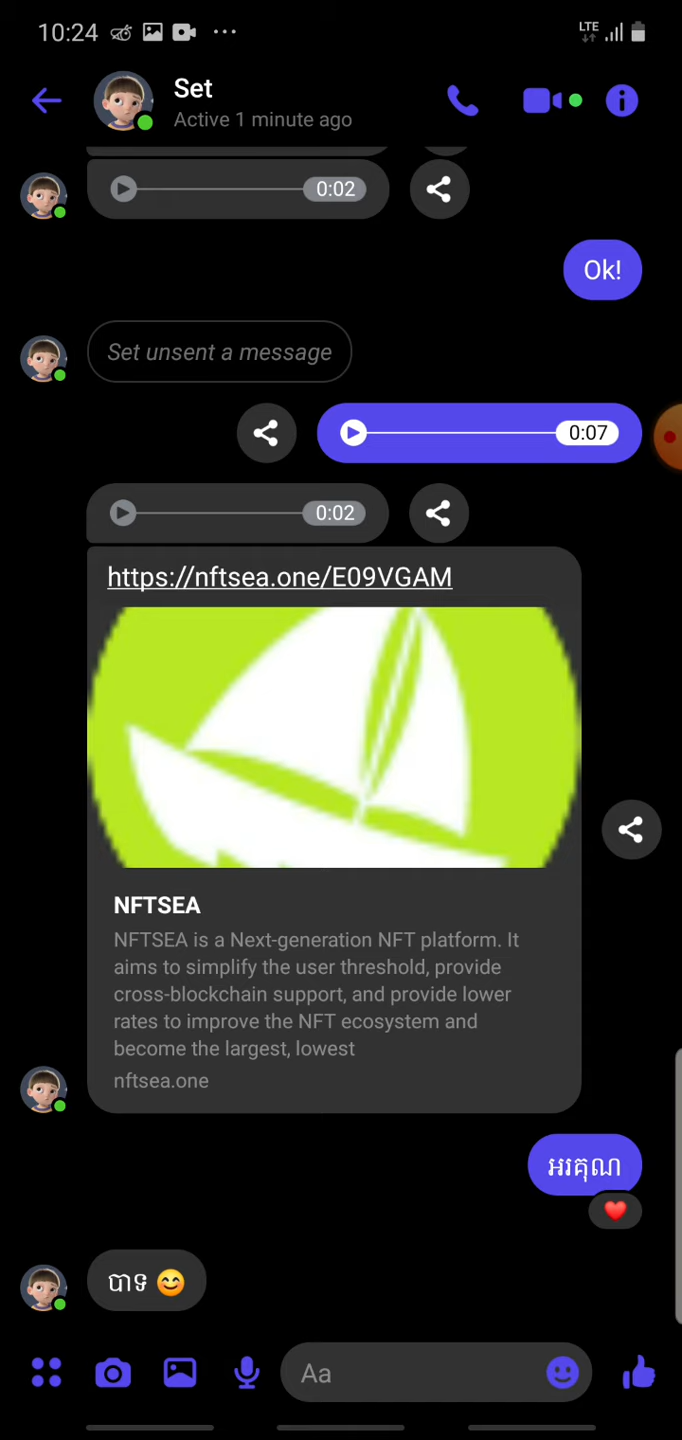 10:24
LTE
Set
Active 1 minute ago
0:02
Ok!
Set unsent a message
0:07
0:02
https://nftsea.one/E09VGAM
NFTSEA
NFTSEA is a Next-generation NFT platform. It
aims to simplify the user threshold, provide
cross-blockchain support, and provide lower
rates to improve the NFT ecosystem and
become the largest, lowest
nftsea.one
អរគុណ
បាទ 😊
Aa